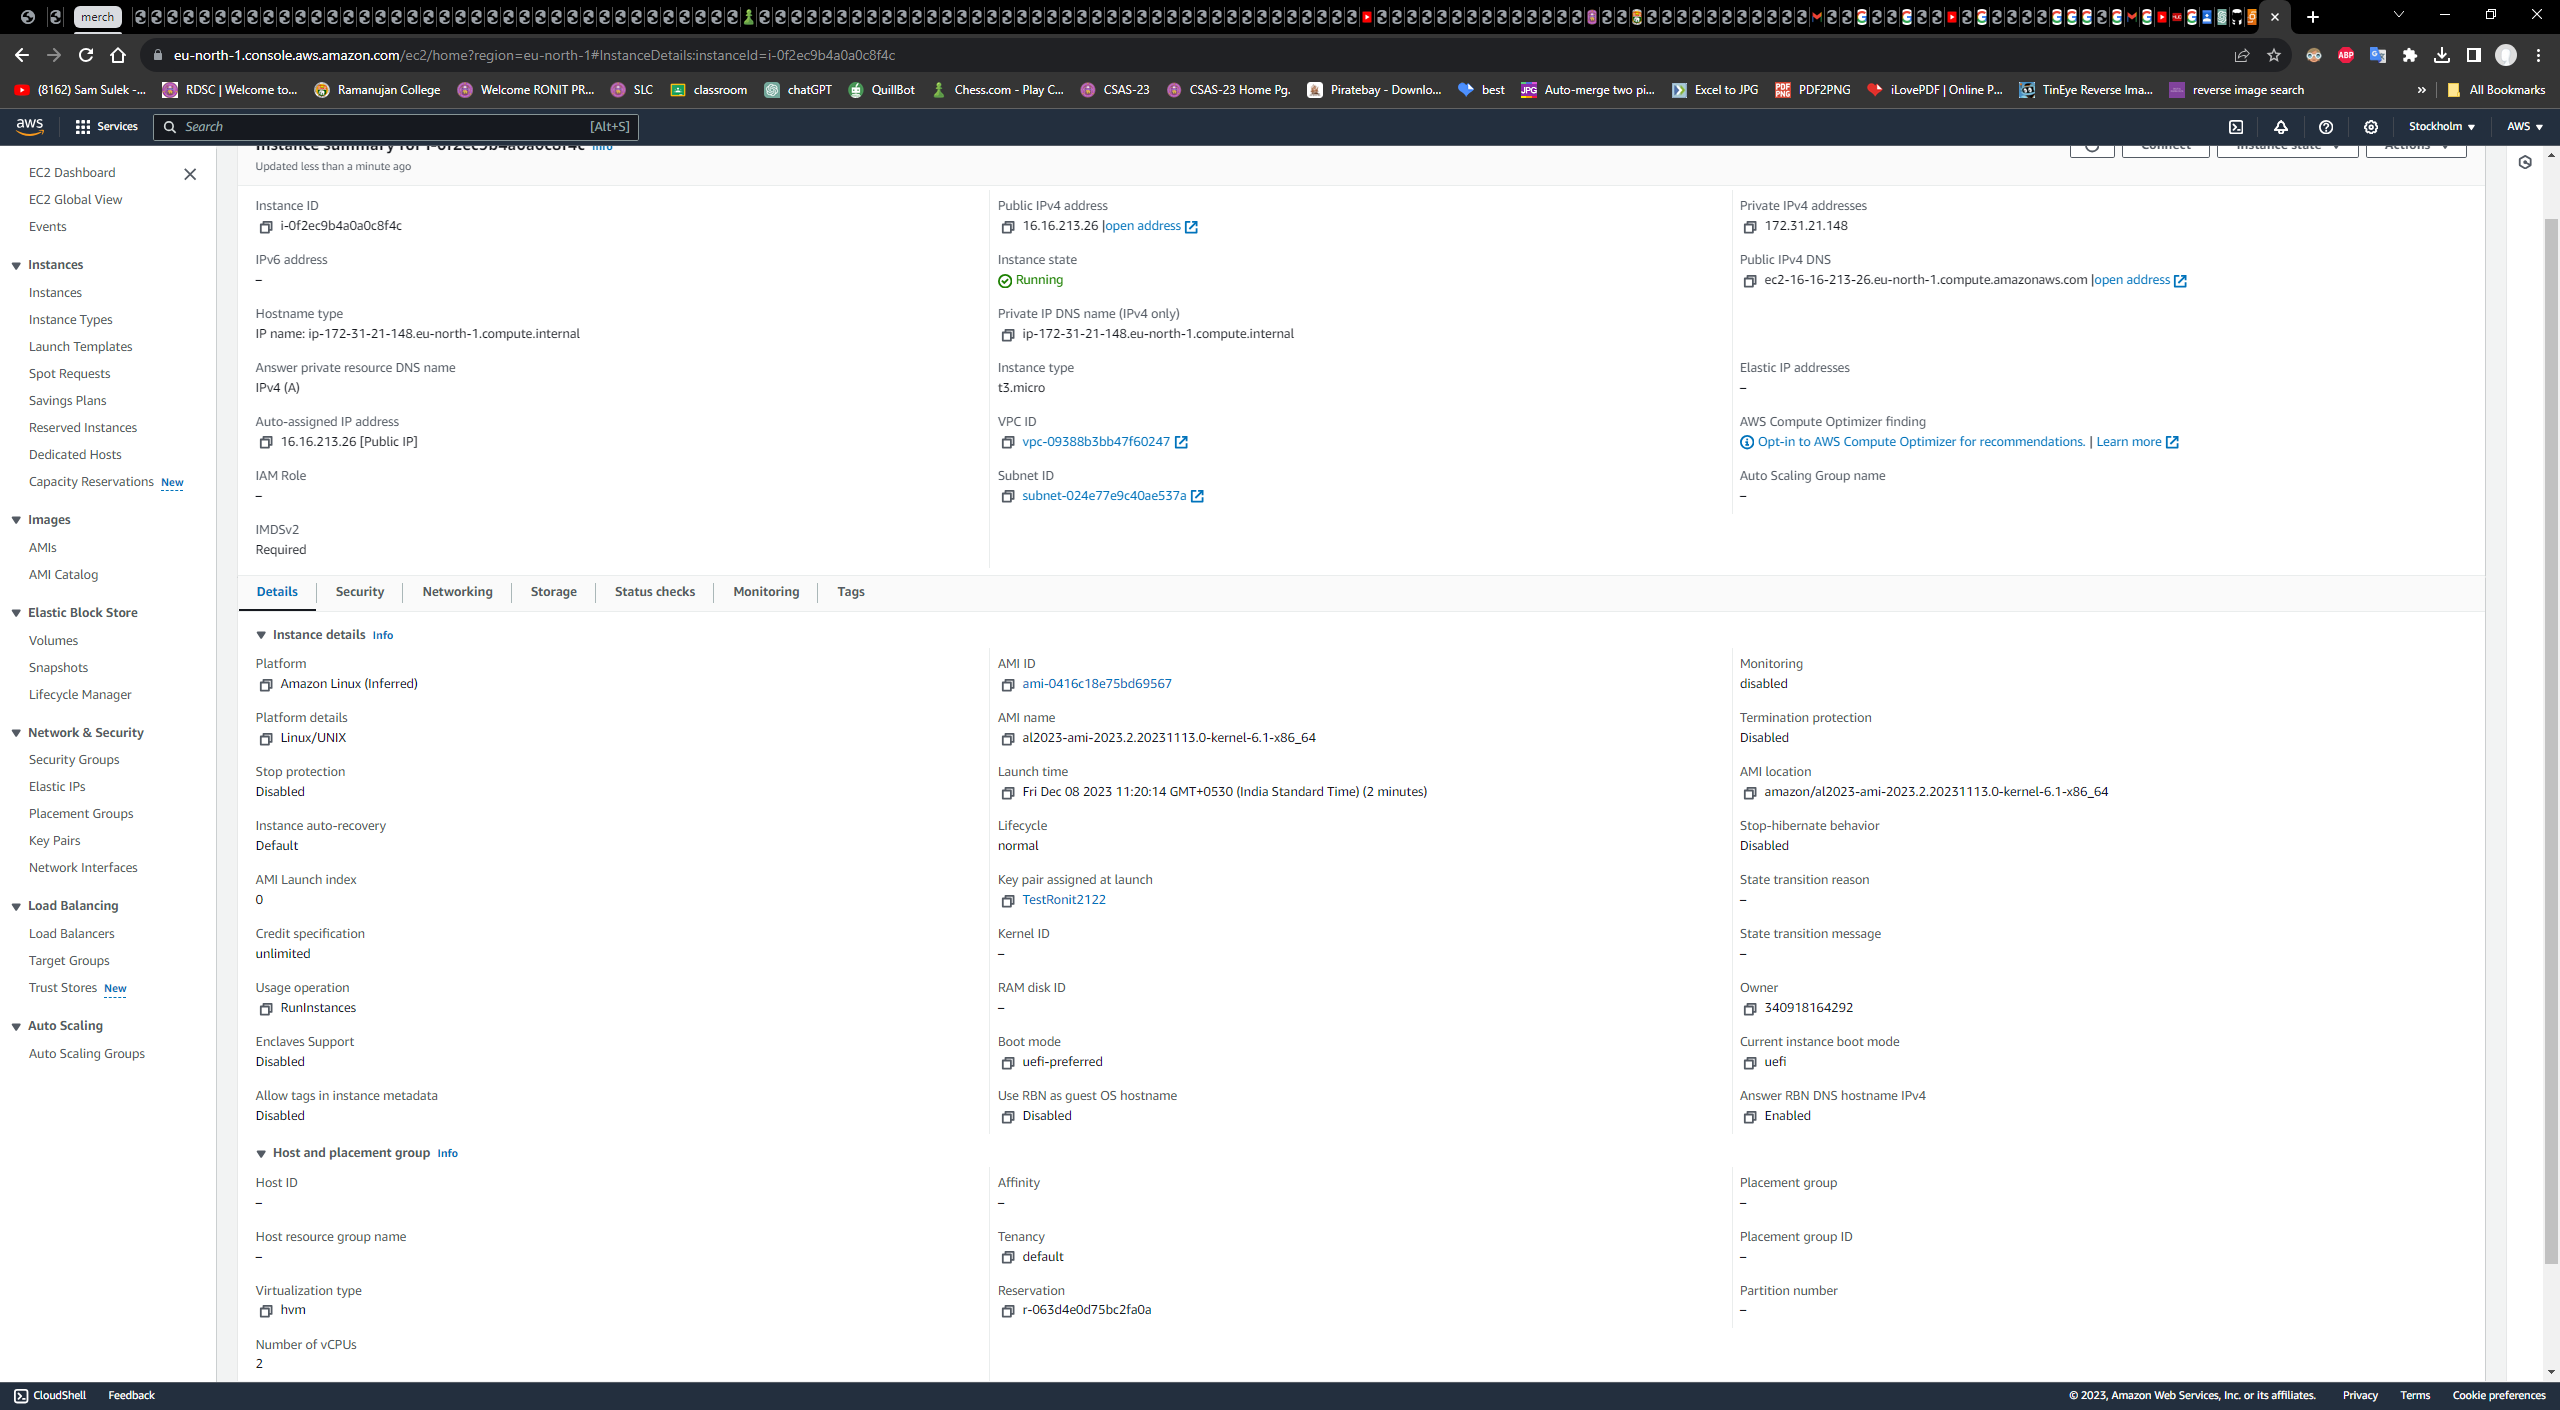 merch
eu-north-1.console.aws.amazon.com/ec2/home?region=eu-north-1#InstanceDetails:instanceId=i-0f2ec9b4a0a0c8f4c
(8162) Sam Sulek -... RDSC | Welcome to... Ramanujan College Welcome RONIT PR... SLC classroom chatGPT QuillBot Chess.com - Play C... CSAS-23 CSAS-23 Home Pg. Piratebay - Downlo... best Auto-merge two pi... Excel to JPG PDF2PNG iLovePDF | Online P... TinEye Reverse Ima... reverse image search » All Bookmarks
aws Services Search [Alt+S] Stockholm AWS
Instance summary for i-0f2ec9b4a0a0c8f4c Info
Connect Instance state Actions
Updated less than a minute ago
EC2 Dashboard
EC2 Global View
Events
Instances
Instances
Instance Types
Launch Templates
Spot Requests
Savings Plans
Reserved Instances
Dedicated Hosts
Capacity Reservations New
Images
AMIs
AMI Catalog
Elastic Block Store
Volumes
Snapshots
Lifecycle Manager
Network & Security
Security Groups
Elastic IPs
Placement Groups
Key Pairs
Network Interfaces
Load Balancing
Load Balancers
Target Groups
Trust Stores New
Auto Scaling
Auto Scaling Groups
Instance ID
i-0f2ec9b4a0a0c8f4c
Public IPv4 address
16.16.213.26 |open address
Private IPv4 addresses
172.31.21.148
IPv6 address
–
Instance state
Running
Public IPv4 DNS
ec2-16-16-213-26.eu-north-1.compute.amazonaws.com |open address
Hostname type
IP name: ip-172-31-21-148.eu-north-1.compute.internal
Private IP DNS name (IPv4 only)
ip-172-31-21-148.eu-north-1.compute.internal
Answer private resource DNS name
IPv4 (A)
Instance type
t3.micro
Elastic IP addresses
–
Auto-assigned IP address
16.16.213.26 [Public IP]
VPC ID
vpc-09388b3bb47f60247
AWS Compute Optimizer finding
Opt-in to AWS Compute Optimizer for recommendations. | Learn more
IAM Role
–
Subnet ID
subnet-024e77e9c40ae537a
Auto Scaling Group name
–
IMDSv2
Required
Details Security Networking Storage Status checks Monitoring Tags
Instance details Info
Platform
Amazon Linux (Inferred)
AMI ID
ami-0416c18e75bd69567
Monitoring
disabled
Platform details
Linux/UNIX
AMI name
al2023-ami-2023.2.20231113.0-kernel-6.1-x86_64
Termination protection
Disabled
Stop protection
Disabled
Launch time
Fri Dec 08 2023 11:20:14 GMT+0530 (India Standard Time) (2 minutes)
AMI location
amazon/al2023-ami-2023.2.20231113.0-kernel-6.1-x86_64
Instance auto-recovery
Default
Lifecycle
normal
Stop-hibernate behavior
Disabled
AMI Launch index
0
Key pair assigned at launch
TestRonit2122
State transition reason
–
Credit specification
unlimited
Kernel ID
–
State transition message
–
Usage operation
RunInstances
RAM disk ID
–
Owner
340918164292
Enclaves Support
Disabled
Boot mode
uefi-preferred
Current instance boot mode
uefi
Allow tags in instance metadata
Disabled
Use RBN as guest OS hostname
Disabled
Answer RBN DNS hostname IPv4
Enabled
Host and placement group Info
Host ID
–
Affinity
–
Placement group
–
Host resource group name
–
Tenancy
default
Placement group ID
–
Virtualization type
hvm
Reservation
r-063d4e0d75bc2fa0a
Partition number
–
Number of vCPUs
2
CloudShell Feedback © 2023, Amazon Web Services, Inc. or its affiliates. Privacy Terms Cookie preferences